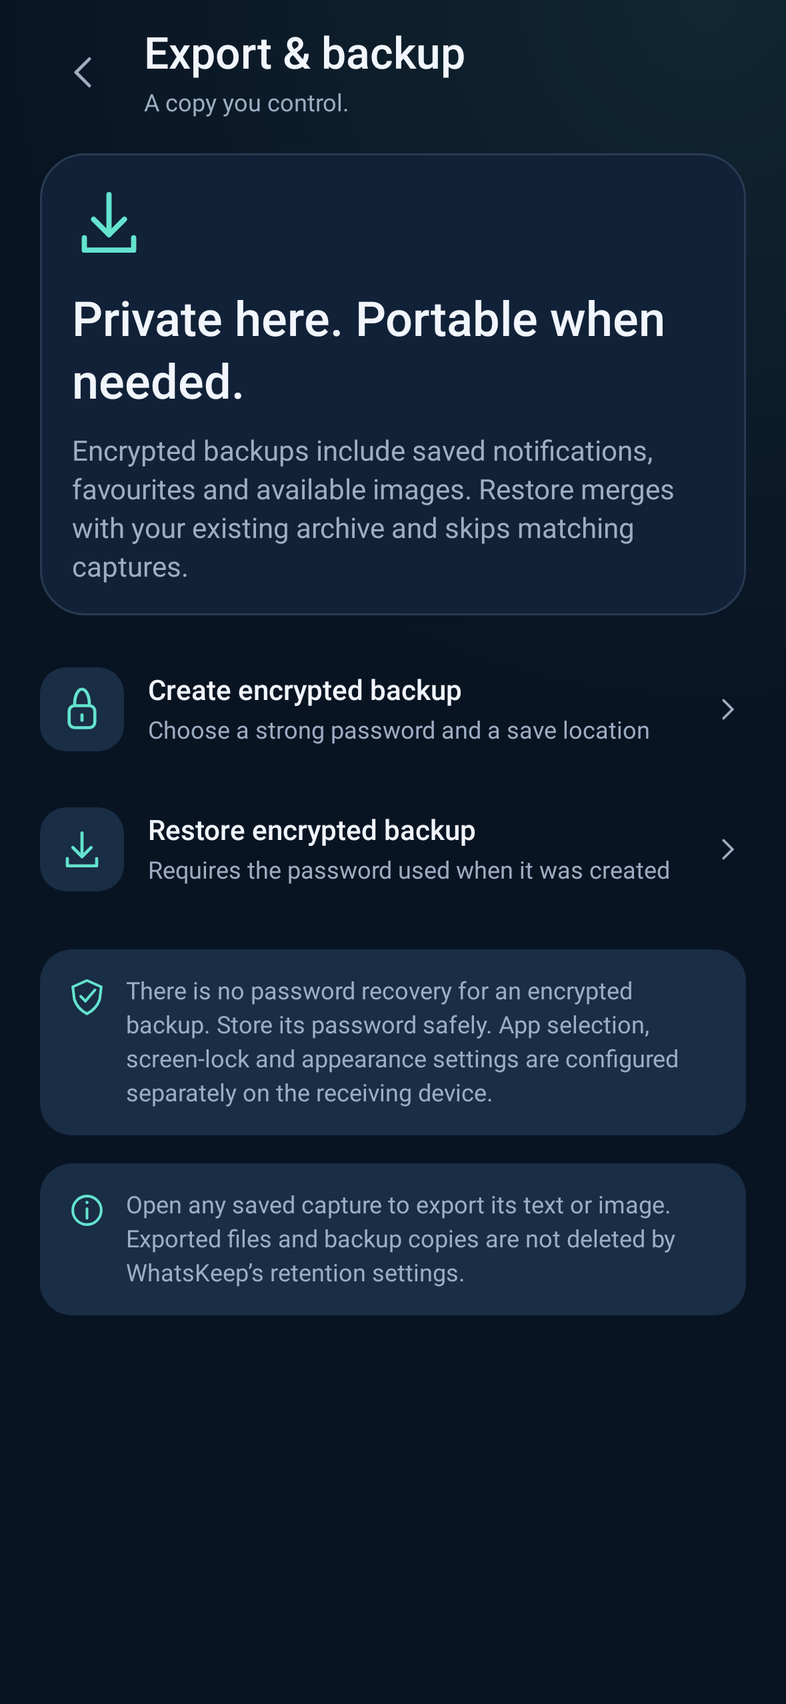 Export & backup
A copy you control.
Private here. Portable when
needed.
Encrypted backups include saved notifications,
favourites and available images. Restore merges
with your existing archive and skips matching
captures.
Create encrypted backup
Choose a strong password and a save location
Restore encrypted backup
Requires the password used when it was created
There is no password recovery for an encrypted
backup. Store its password safely. App selection,
screen-lock and appearance settings are configured
separately on the receiving device.
Open any saved capture to export its text or image.
Exported files and backup copies are not deleted by
WhatsKeep’s retention settings.